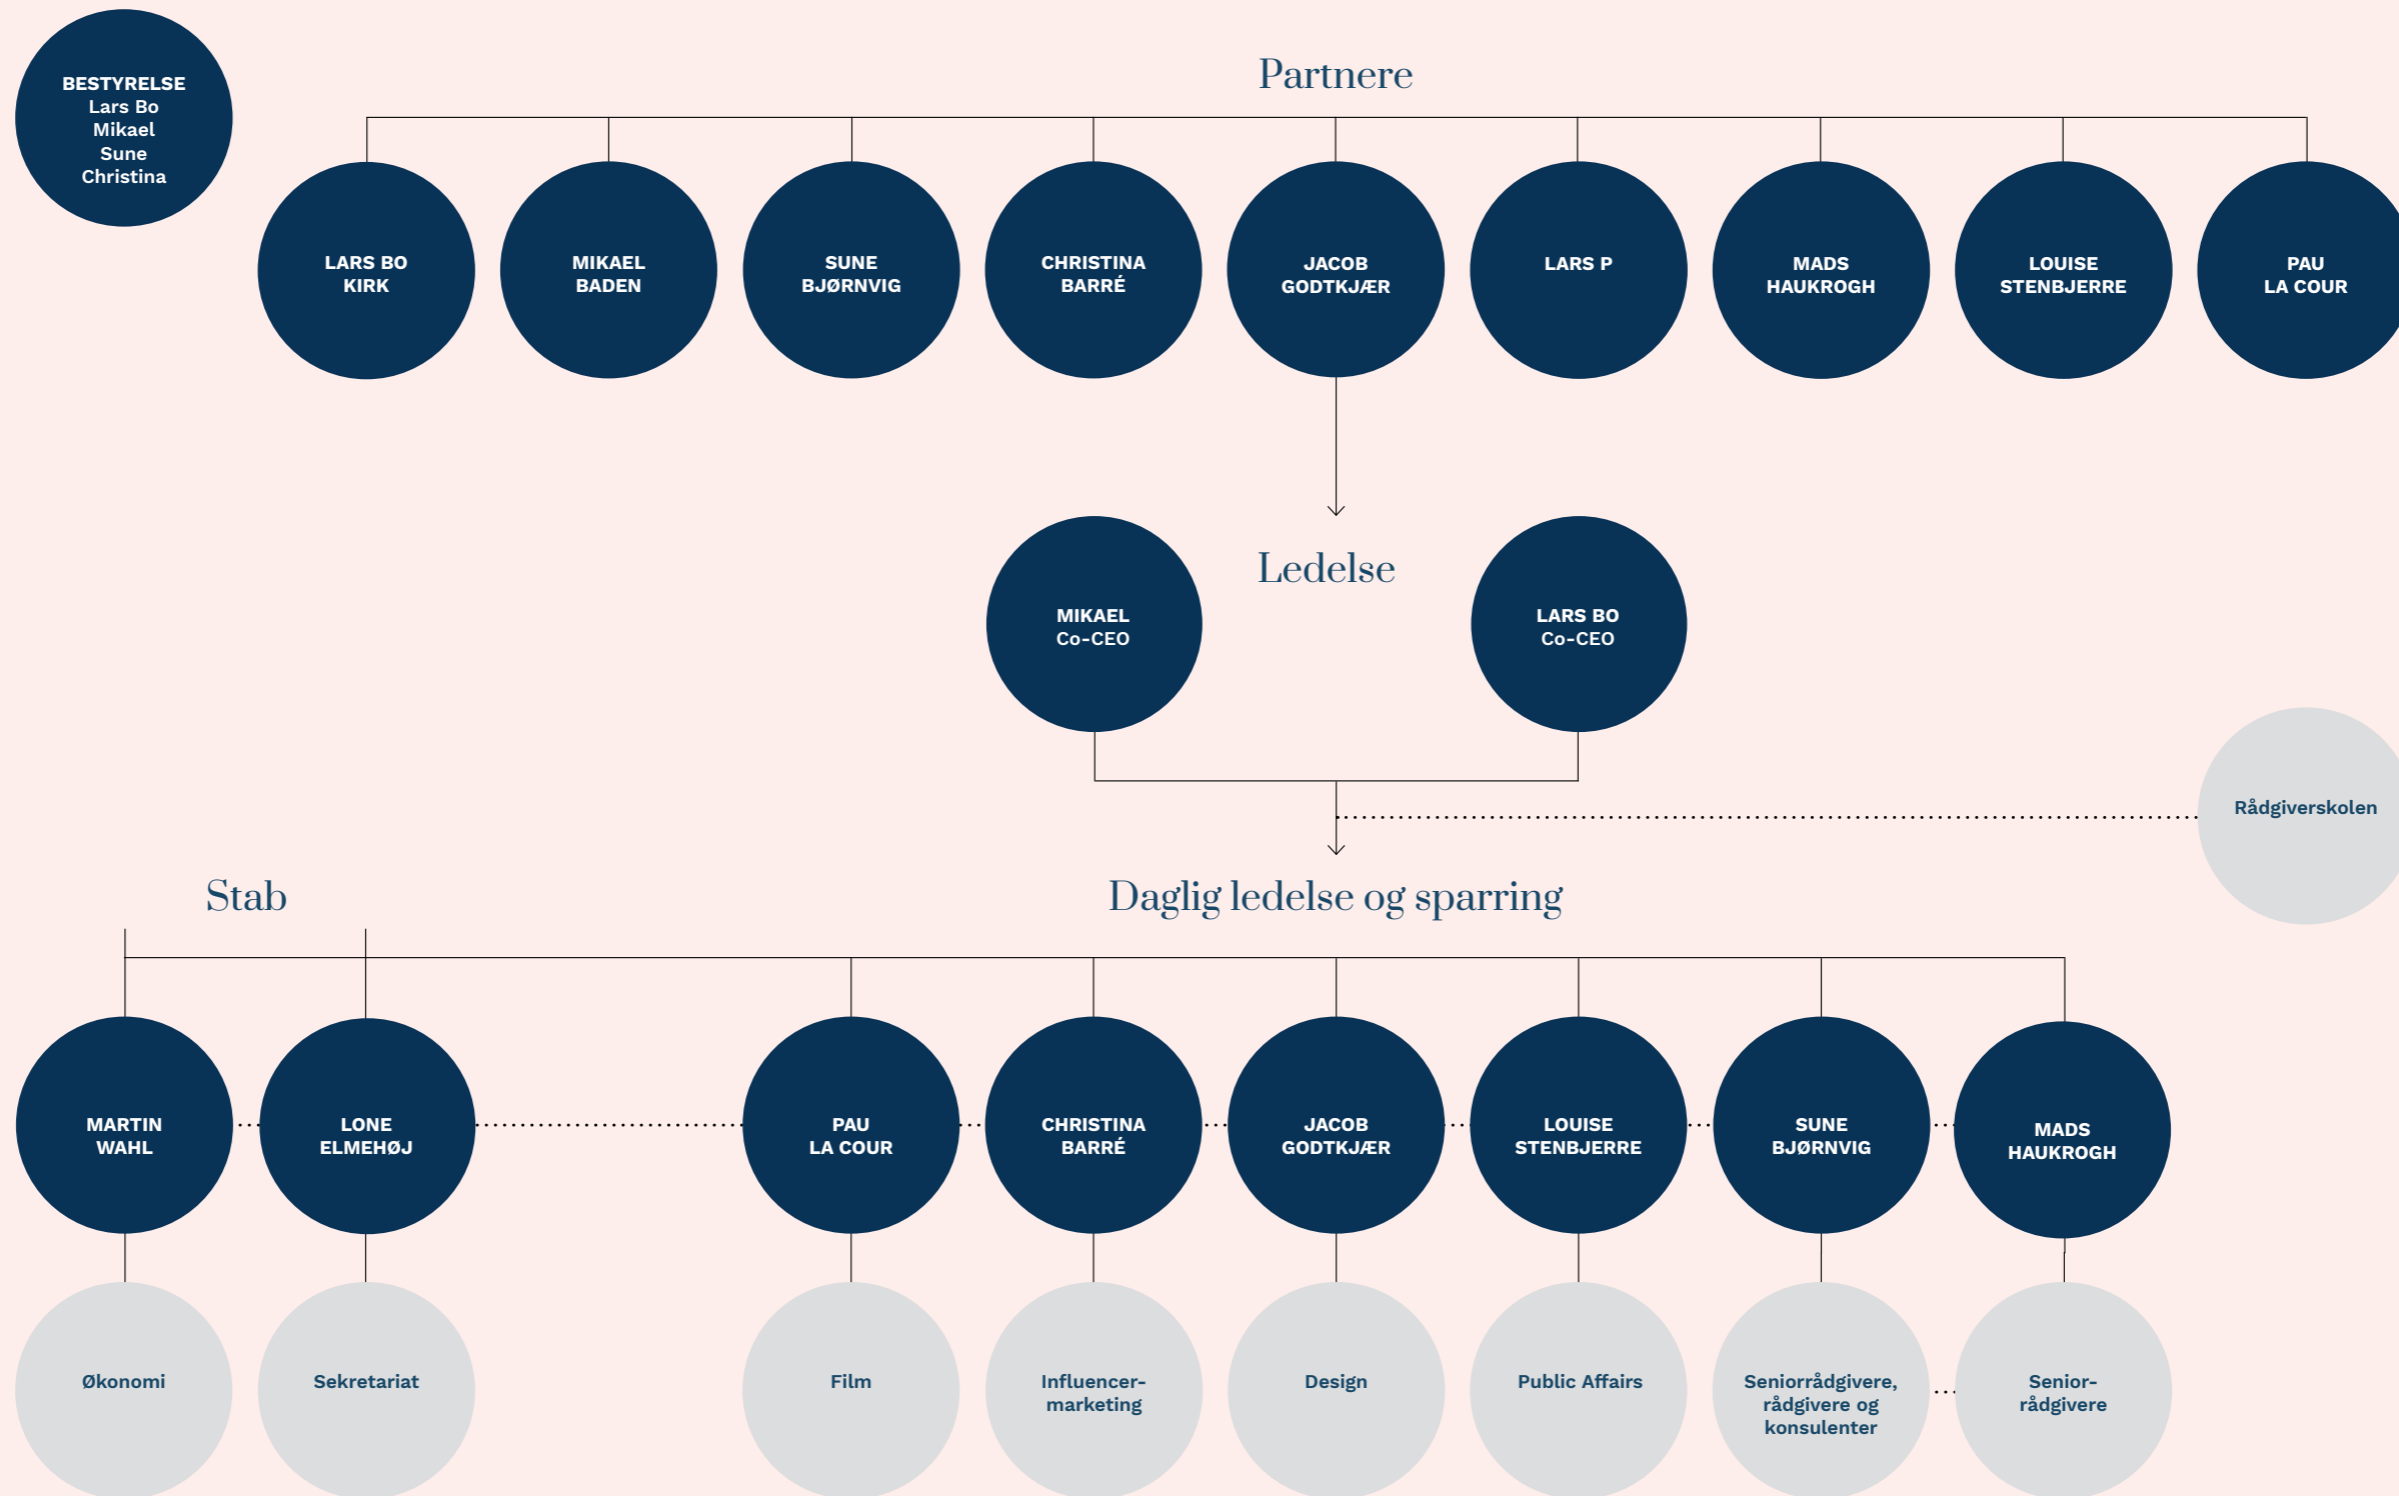 BESTYRELSE
Lars Bo
Mikael
Sune
Christina
Partnere
LARS BO
KIRK
MIKAEL
BADEN
SUNE
BJØRNVIG
CHRISTINA
BARRÉ
JACOB
GODTKJÆR
LARS P
MADS
HAUKROGH
LOUISE
STENBJERRE
PAU
LA COUR
Ledelse
MIKAEL
Co-CEO
LARS BO
Co-CEO
Rådgiverskolen
Stab
Daglig ledelse og sparring
MARTIN
WAHL
LONE
ELMEHØJ
PAU
LA COUR
CHRISTINA
BARRÉ
JACOB
GODTKJÆR
LOUISE
STENBJERRE
SUNE
BJØRNVIG
MADS
HAUKROGH
Økonomi
Sekretariat
Film
Influencer-
marketing
Design
Public Affairs
Seniorrådgivere,
rådgivere og
konsulenter
Senior-
rådgivere